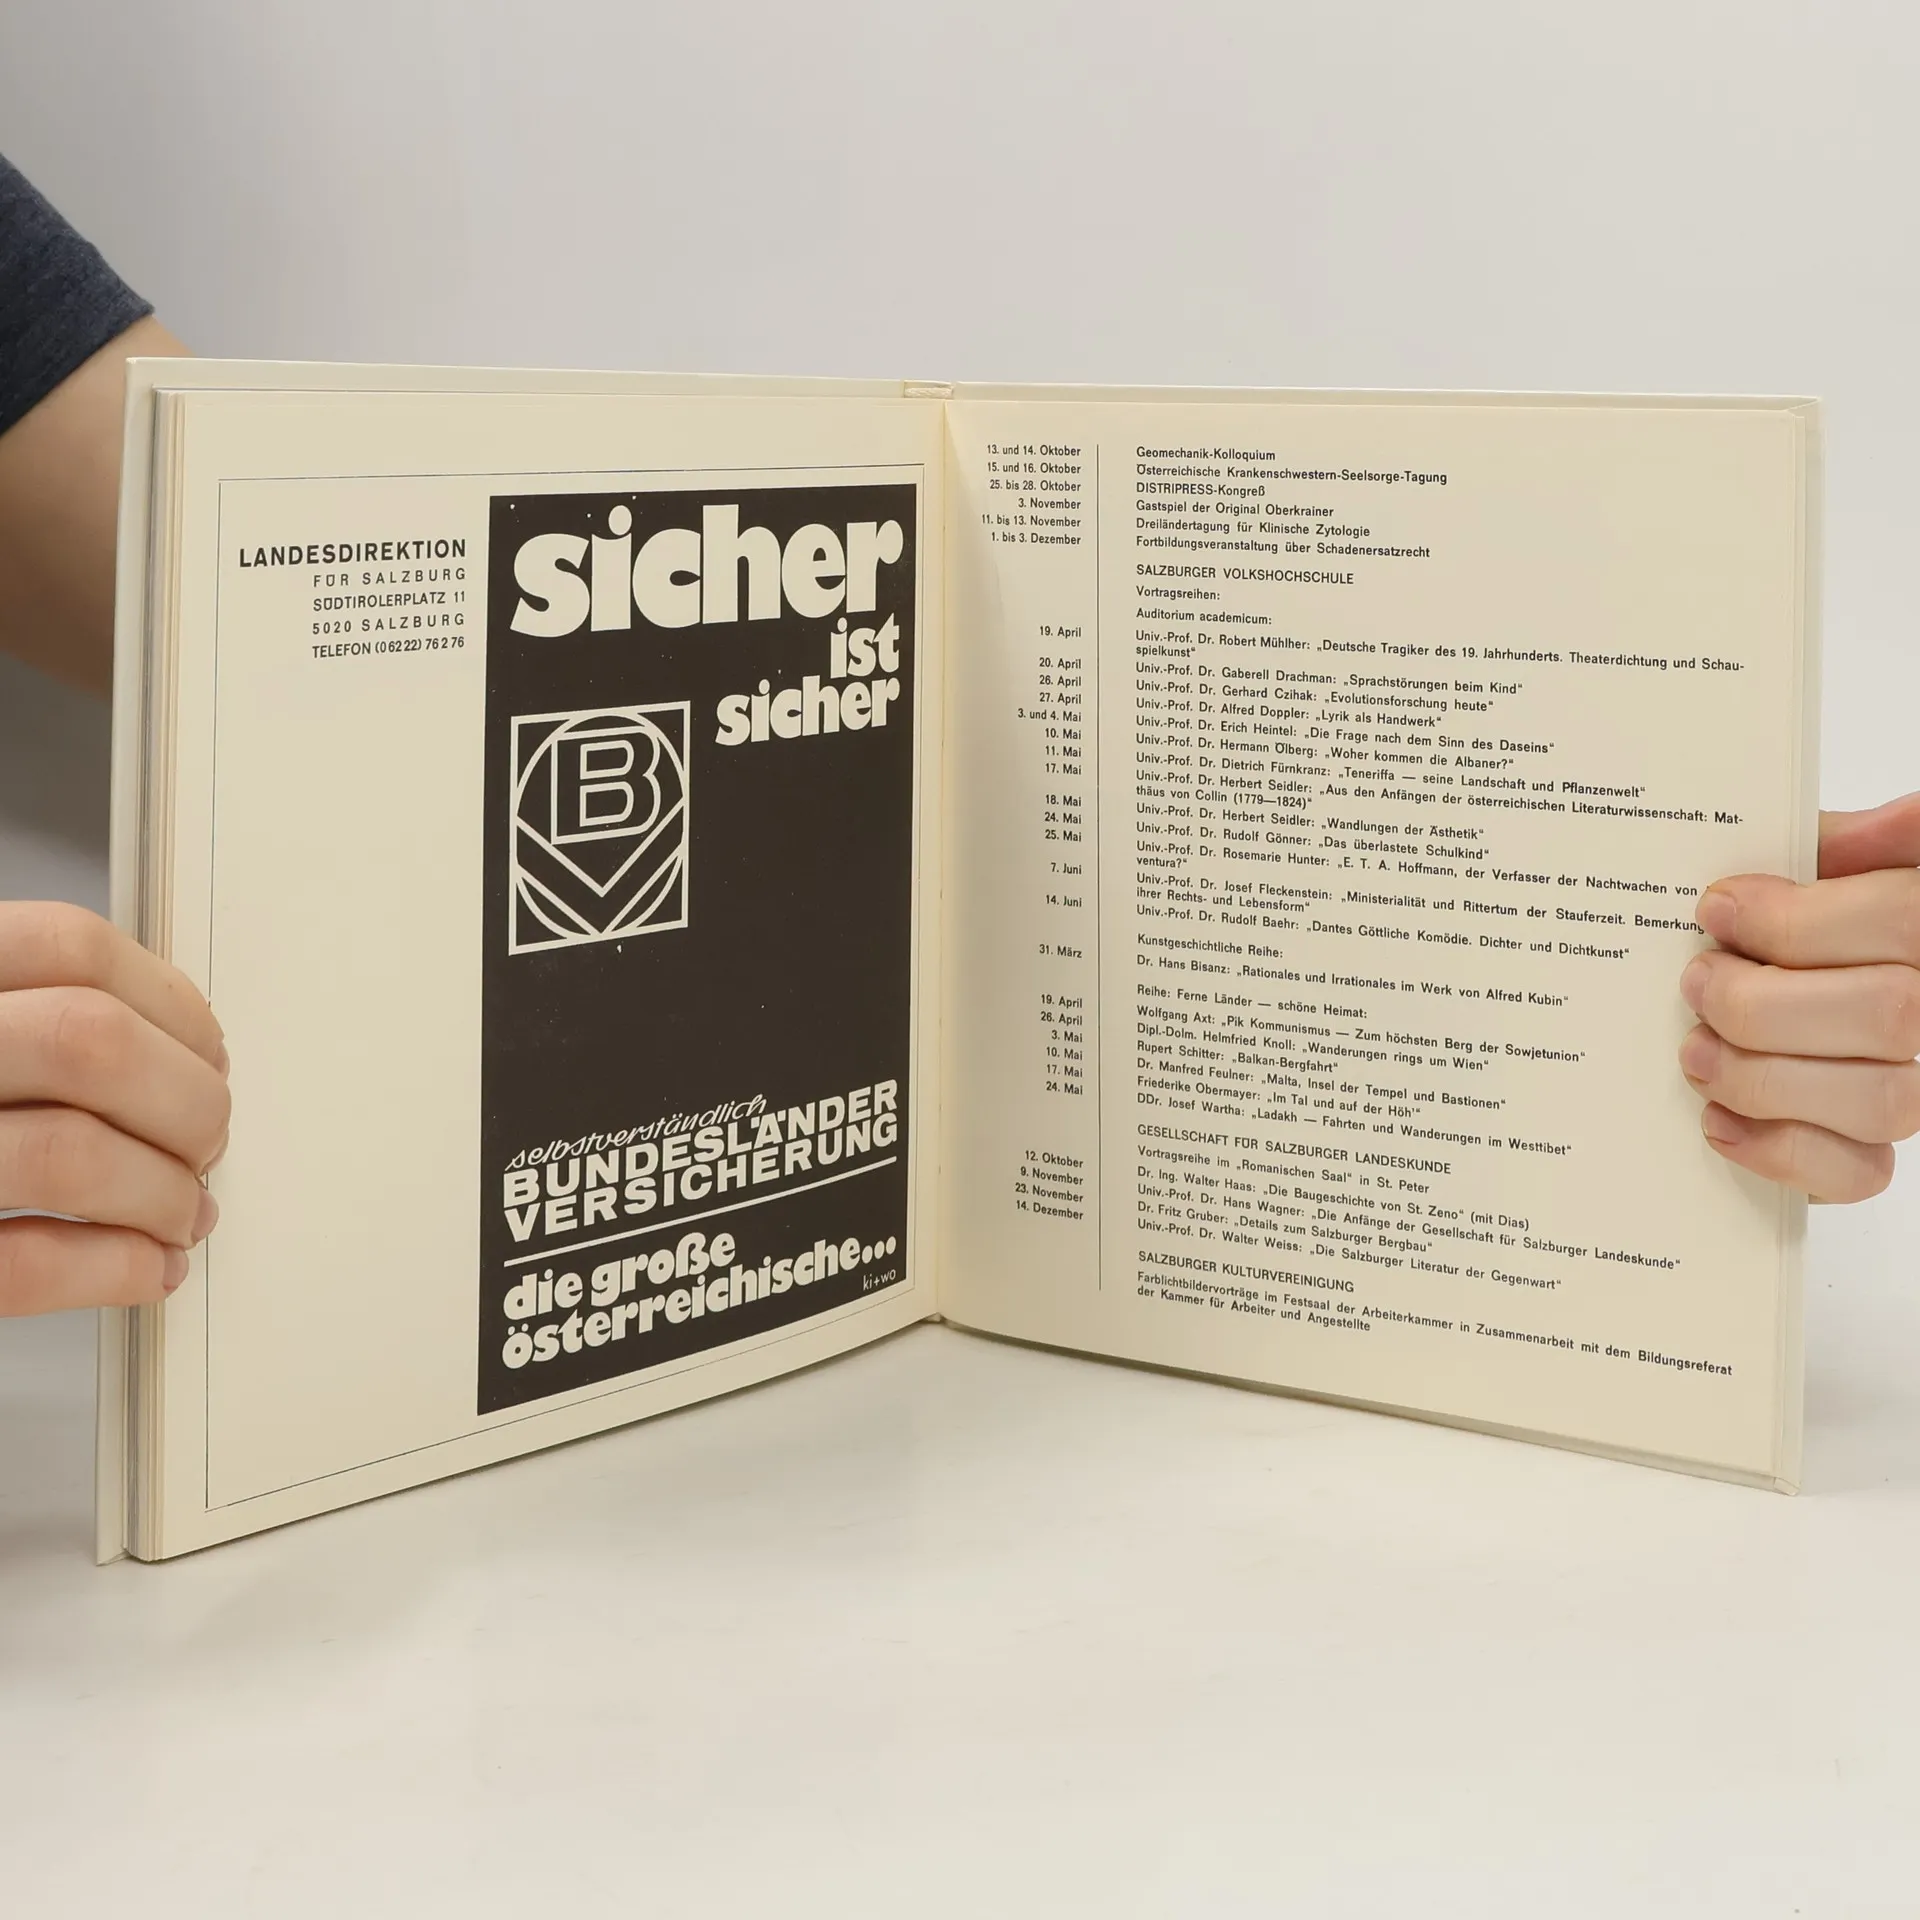 LANDESDIREKTION
FÜR SALZBURG
SÜDTIROLERPLATZ 11
5020 SALZBURG
TELEFON (06222) 76276
sicher
ist
sicher
B
selbstverständlich
BUNDESLÄNDER
VERSICHERUNG
die große
österreichische...
ki+wo
13. und 14. Oktober Geomechanik-Kolloquium
15. und 16. Oktober Österreichische Krankenschwestern-Seelsorge-Tagung
25. bis 28. Oktober DISTRIPRESS-Kongreß
3. November Gastspiel der Original Oberkrainer
11. bis 13. November Dreiländertagung für Klinische Zytologie
1. bis 3. Dezember Fortbildungsveranstaltung über Schadenersatzrecht
SALZBURGER VOLKSHOCHSCHULE
Vortragsreihen:
Auditorium academicum:
19. April Univ.-Prof. Dr. Robert Mühlher: „Deutsche Tragiker des 19. Jahrhunderts. Theaterdichtung und Schau-
spielkunst“
20. April Univ.-Prof. Dr. Gaberell Drachman: „Sprachstörungen beim Kind“
26. April Univ.-Prof. Dr. Gerhard Czihak: „Evolutionsforschung heute“
27. April Univ.-Prof. Dr. Alfred Doppler: „Lyrik als Handwerk“
3. und 4. Mai Univ.-Prof. Dr. Erich Heintel: „Die Frage nach dem Sinn des Daseins“
10. Mai Univ.-Prof. Dr. Hermann Ölberg: „Woher kommen die Albaner?“
11. Mai Univ.-Prof. Dr. Dietrich Fürnkranz: „Teneriffa — seine Landschaft und Pflanzenwelt“
17. Mai Univ.-Prof. Dr. Herbert Seidler: „Aus den Anfängen der österreichischen Literaturwissenschaft: Mat-
thäus von Collin (1779—1824)“
18. Mai Univ.-Prof. Dr. Herbert Seidler: „Wandlungen der Ästhetik“
24. Mai Univ.-Prof. Dr. Rudolf Gönner: „Das überlastete Schulkind“
25. Mai Univ.-Prof. Dr. Rosemarie Hunter: „E. T. A. Hoffmann, der Verfasser der Nachtwachen von
ventura?“
7. Juni Univ.-Prof. Dr. Josef Fleckenstein: „Ministerialität und Rittertum der Stauferzeit. Bemerkung
ihrer Rechts- und Lebensform“
14. Juni Univ.-Prof. Dr. Rudolf Baehr: „Dantes Göttliche Komödie. Dichter und Dichtkunst“
Kunstgeschichtliche Reihe:
31. März Dr. Hans Bisanz: „Rationales und Irrationales im Werk von Alfred Kubin“
Reihe: Ferne Länder — schöne Heimat:
19. April Wolfgang Axt: „Pik Kommunismus — Zum höchsten Berg der Sowjetunion“
26. April Dipl.-Dolm. Helmfried Knoll: „Wanderungen rings um Wien“
3. Mai Rupert Schitter: „Balkan-Bergfahrt“
10. Mai Dr. Manfred Feulner: „Malta, Insel der Tempel und Bastionen“
17. Mai Friederike Obermayer: „Im Tal und auf der Höh'“
24. Mai DDr. Josef Wartha: „Ladakh — Fahrten und Wanderungen im Westtibet“
GESELLSCHAFT FÜR SALZBURGER LANDESKUNDE
Vortragsreihe im „Romanischen Saal“ in St. Peter
12. Oktober Dr. Ing. Walter Haas: „Die Baugeschichte von St. Zeno“ (mit Dias)
9. November Univ.-Prof. Dr. Hans Wagner: „Die Anfänge der Gesellschaft für Salzburger Landeskunde“
23. November Dr. Fritz Gruber: „Details zum Salzburger Bergbau“
14. Dezember Univ.-Prof. Dr. Walter Weiss: „Die Salzburger Literatur der Gegenwart“
SALZBURGER KULTURVEREINIGUNG
Farblichtbildervorträge im Festsaal der Arbeiterkammer in Zusammenarbeit mit dem Bildungsreferat
der Kammer für Arbeiter und Angestellte